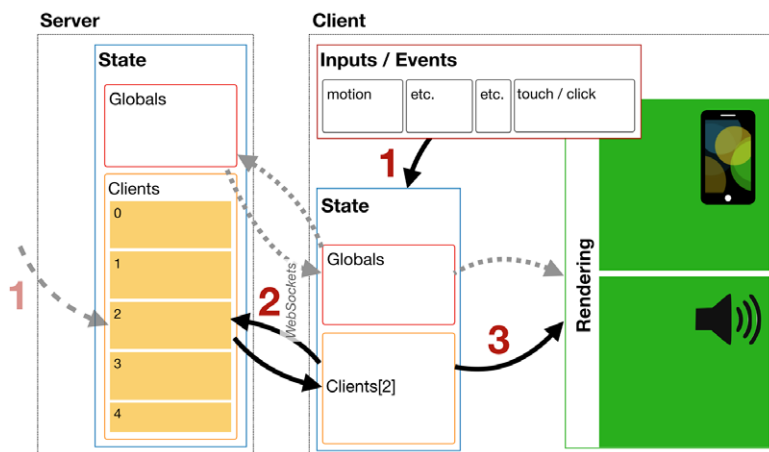 Server
Client
State
Inputs / Events
Globals
motion
etc.
etc.
touch / click
1
Clients
State
0
1
Globals
WebSockets
2
1
2
3
Rendering
3
Clients[2]
4